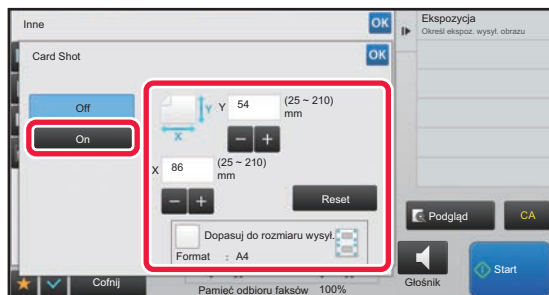 Inne
OK
Ekspozycja
Określ ekspoz. wysył. obrazu
Card Shot
OK
Off
On
Y
Y
54
(25 ~ 210)
mm
X
X
86
(25 ~ 210)
mm
Reset
Dopasuj do rozmiaru wysył.
Format : A4
Podgląd
CA
Cofnij
Pamięć odbioru faksów 100%
Głośnik
Start